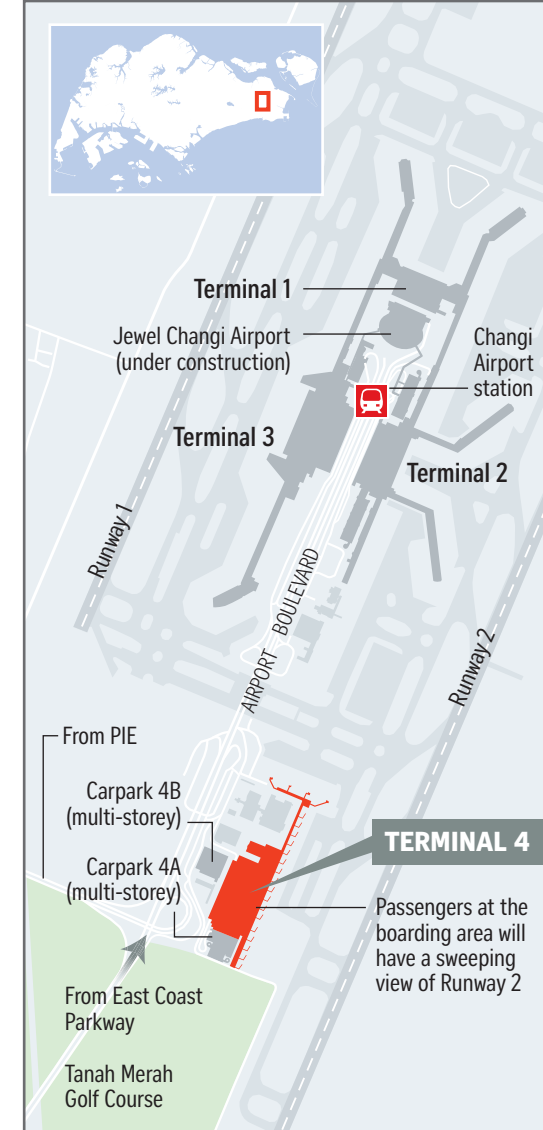 Terminal 1
Jewel Changi Airport
(under construction)
Changi
Airport
station
Terminal 3
Terminal 2
Runway 1
AIRPORT BOULEVARD
Runway 2
From PIE
Carpark 4B
(multi-storey)
TERMINAL 4
Carpark 4A
(multi-storey)
Passengers at the
boarding area will
have a sweeping
view of Runway 2
From East Coast
Parkway
Tanah Merah
Golf Course